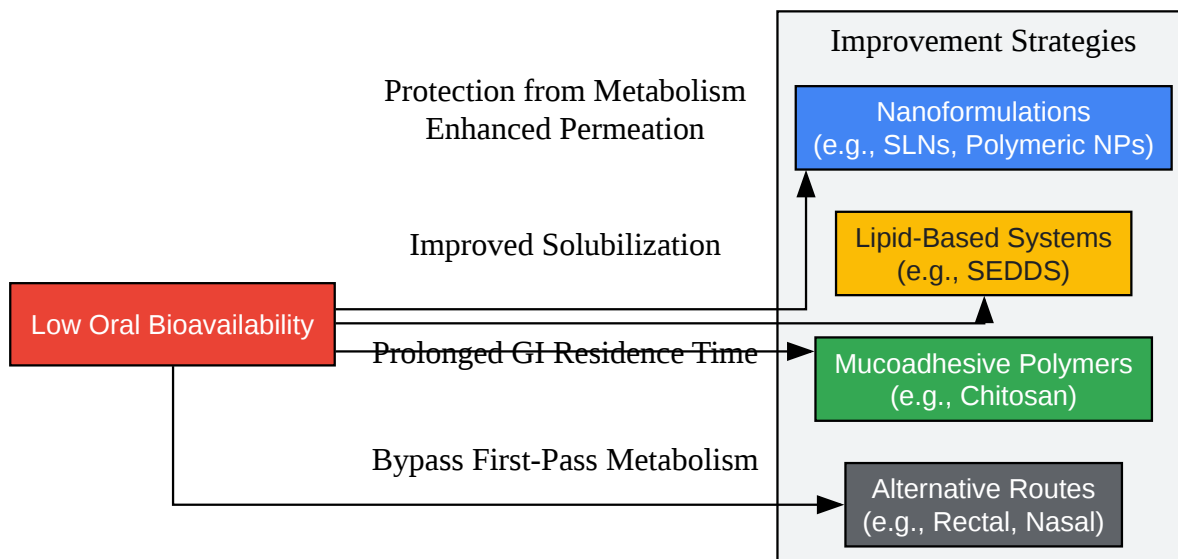 Improvement Strategies
Protection from Metabolism
Enhanced Permeation
Nanoformulations
(e.g., SLNs, Polymeric NPs)
Improved Solubilization
Lipid-Based Systems
(e.g., SEDDS)
Low Oral Bioavailability
Prolonged GI Residence Time
Mucoadhesive Polymers
(e.g., Chitosan)
Bypass First-Pass Metabolism
Alternative Routes
(e.g., Rectal, Nasal)